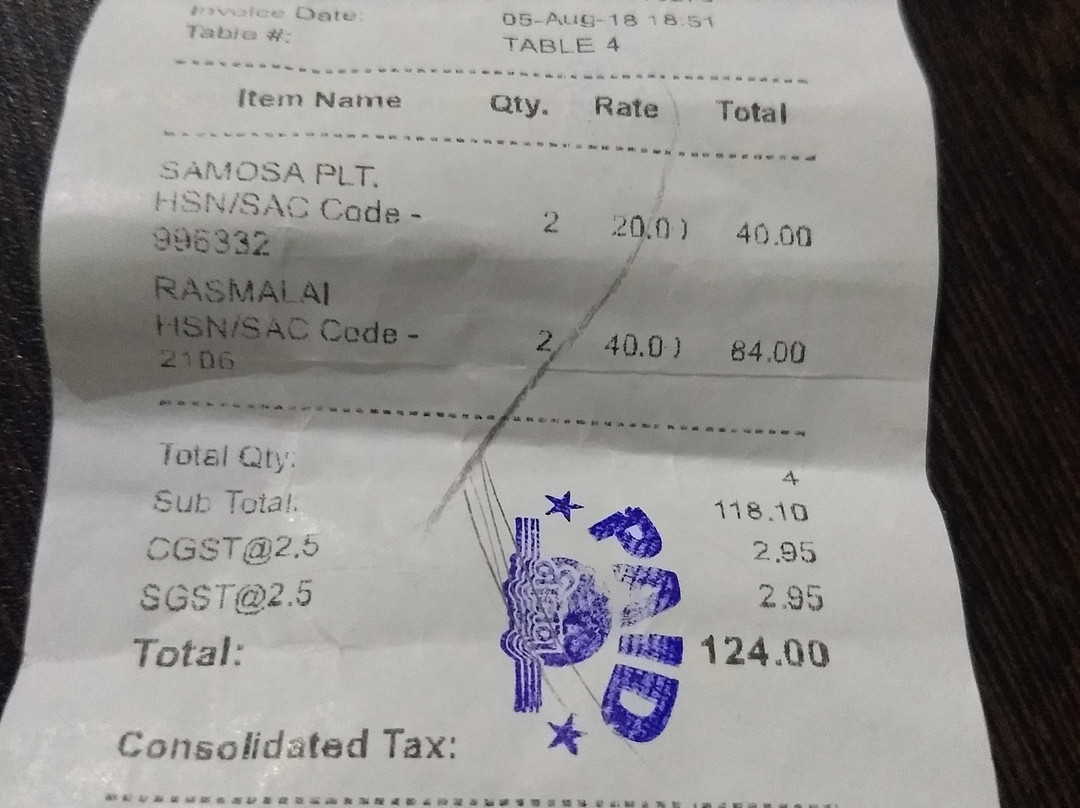 Invoice Date: 05-Aug-18 18:51
Table #: TABLE 4
Item Name Qty. Rate Total
SAMOSA PLT.
HSN/SAC Code - 2 20.0) 40.00
996332
RASMALAI
HSN/SAC Code - 2 40.0) 84.00
2106
Total Qty: 4
Sub Total: 118.10
CGST@2.5 2.95
SGST@2.5 2.95
Total: 124.00
PAID
Consolidated Tax: